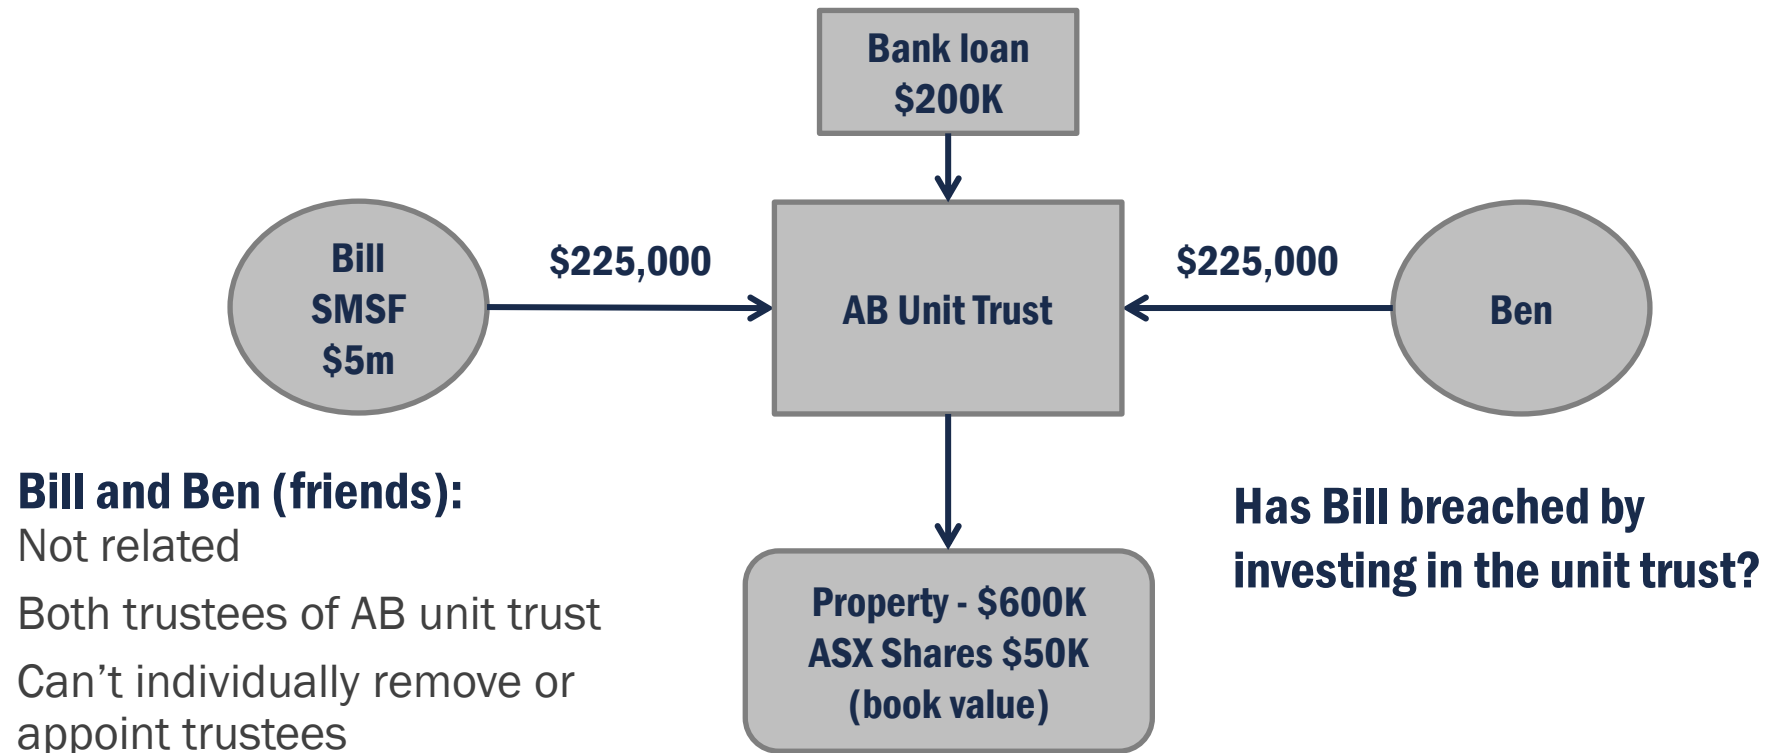 Bank loan
$200K
Bill
SMSF
$5m
$225,000
AB Unit Trust
$225,000
Ben
Bill and Ben (friends):
Not related
Both trustees of AB unit trust
Can't individually remove or
appoint trustees
Property - $600K
ASX Shares $50K
(book value)
Has Bill breached by
investing in the unit trust?